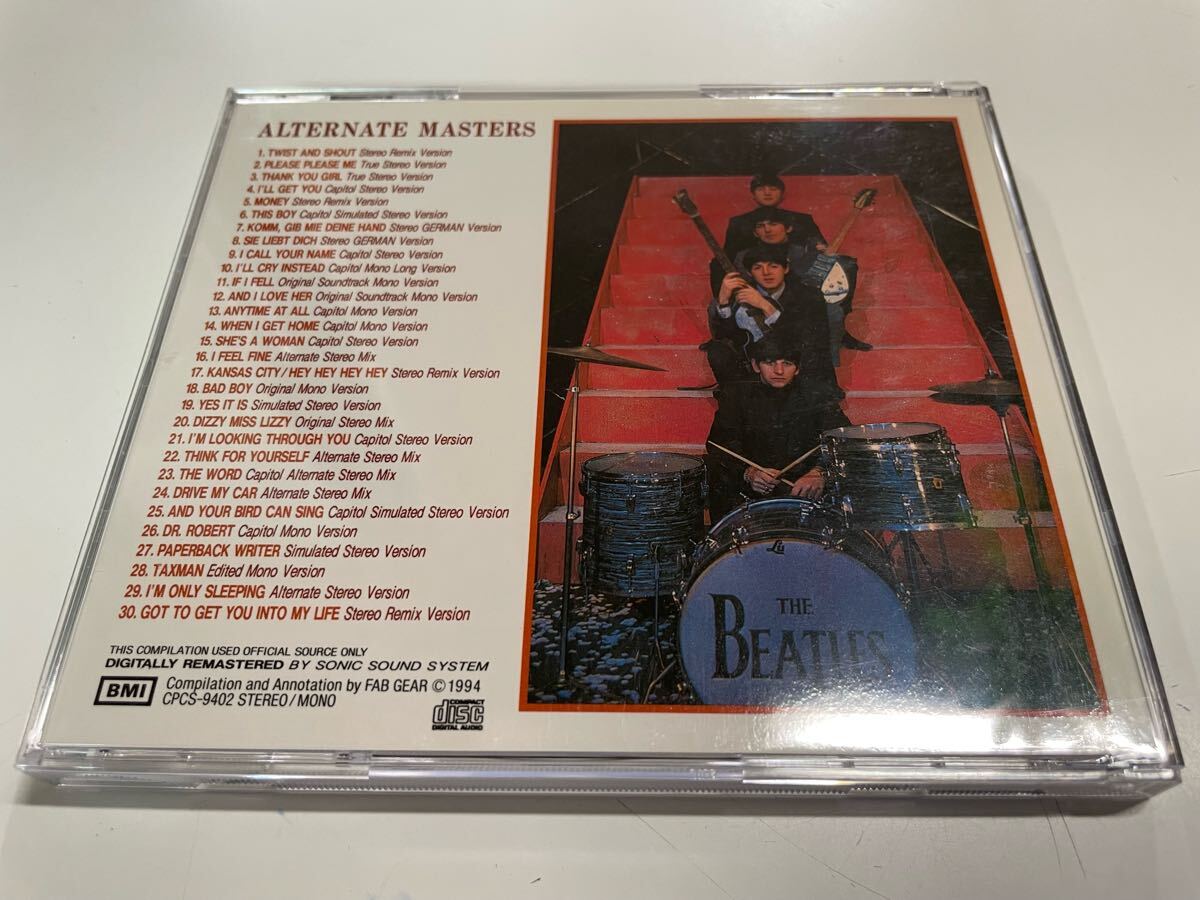 ALTERNATE MASTERS
1. TWIST AND SHOUT Stereo Remix Version
2. PLEASE PLEASE ME True Stereo Version
3. THANK YOU GIRL True Stereo Version
4. I'LL GET YOU Capitol Stereo Version
5. MONEY Stereo Remix Version
6. THIS BOY Capitol Simulated Stereo Version
7. KOMM, GIB MIE DEINE HAND Stereo GERMAN Version
8. SIE LIEBT DICH Stereo GERMAN Version
9. I CALL YOUR NAME Capitol Stereo Version
10. I'LL CRY INSTEAD Capitol Mono Long Version
11. IF I FELL Original Soundtrack Mono Version
12. AND I LOVE HER Original Soundtrack Mono Version
13. ANYTIME AT ALL Capitol Mono Version
14. WHEN I GET HOME Capitol Mono Version
15. SHE'S A WOMAN Capitol Stereo Version
16. I FEEL FINE Alternate Stereo Mix
17. KANSAS CITY/HEY HEY HEY HEY Stereo Remix Version
18. BAD BOY Original Mono Version
19. YES IT IS Simulated Stereo Version
20. DIZZY MISS LIZZY Original Stereo Mix
21. I'M LOOKING THROUGH YOU Capitol Stereo Version
22. THINK FOR YOURSELF Alternate Stereo Mix
23. THE WORD Capitol Alternate Stereo Mix
24. DRIVE MY CAR Alternate Stereo Mix
25. AND YOUR BIRD CAN SING Capitol Simulated Stereo Version
26. DR. ROBERT Capitol Mono Version
27. PAPERBACK WRITER Simulated Stereo Version
28. TAXMAN Edited Mono Version
29. I'M ONLY SLEEPING Alternate Stereo Version
30. GOT TO GET YOU INTO MY LIFE Stereo Remix Version
THIS COMPILATION USED OFFICIAL SOURCE ONLY
DIGITALLY REMASTERED BY SONIC SOUND SYSTEM
BMI Compilation and Annotation by FAB GEAR © 1994
CPCS-9402 STEREO/MONO
COMPACT
disc
DIGITAL AUDIO
THE
BEATLES